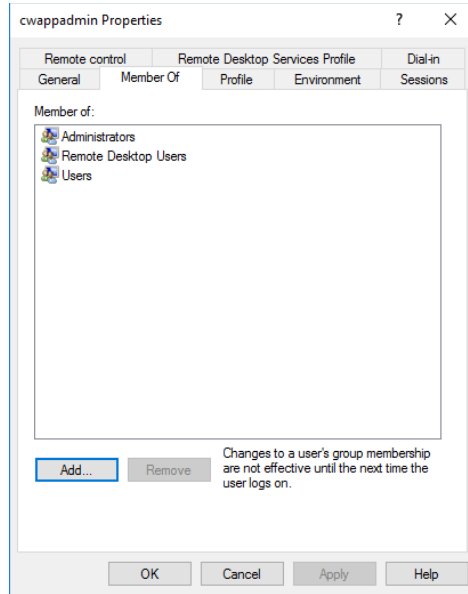 cwappadmin Properties
?
Remote control
Remote Desktop Services Profile
Dial-in
General
Member Of
Profile
Environment
Sessions
Member of:
Administrators
Remote Desktop Users
Users
Add...
Remove
Changes to a user's group membership
are not effective until the next time the
user logs on.
OK
Cancel
Apply
Help